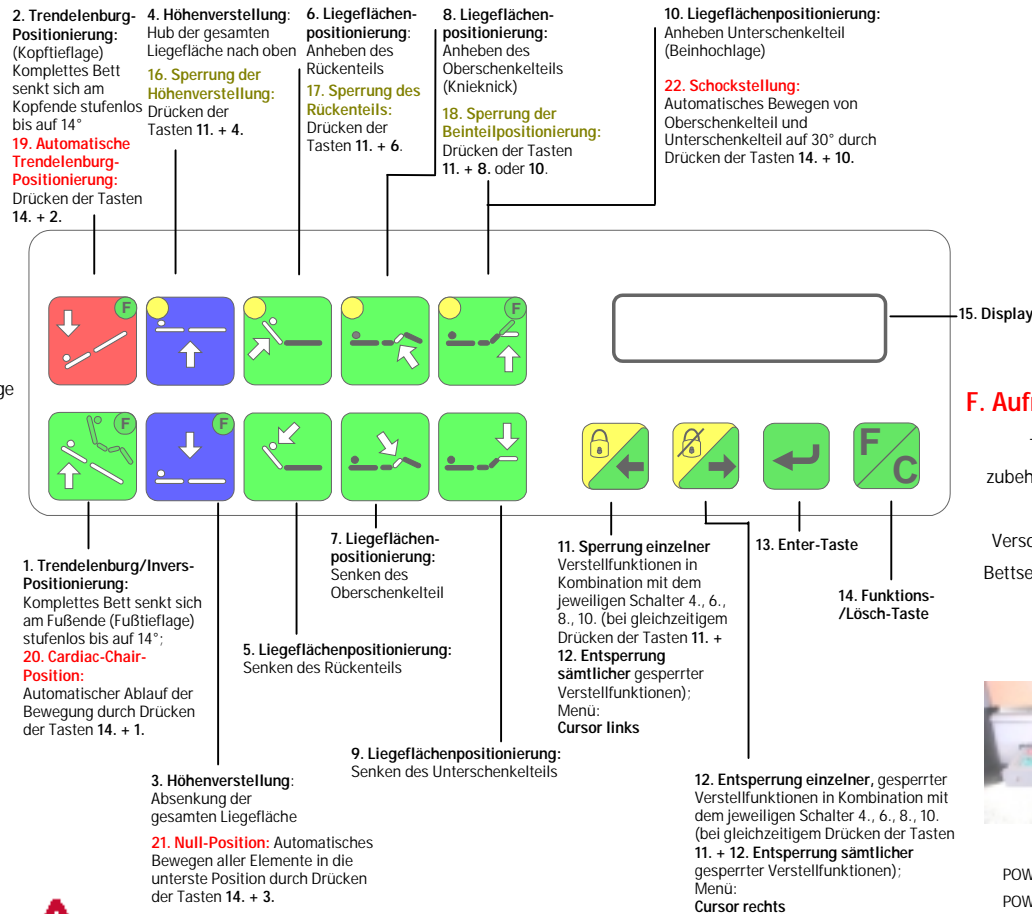 2. Trendelenburg-
Positionierung:
(Kopftieflage)
Komplettes Bett
senkt sich am
Kopfende stufenlos
bis auf 14°
19. Automatische
Trendelenburg-
Positionierung:
Drücken der Tasten
14. + 2.
4. Höhenverstellung:
Hub der gesamten
Liegefläche nach oben
16. Sperrung der
Höhenverstellung:
Drücken der
Tasten 11. + 4.
6. Liegeflächen-
positionierung:
Anheben des
Rückenteils
17. Sperrung des
Rückenteils:
Drücken der
Tasten 11. + 6.
8. Liegeflächen-
positionierung:
Anheben des
Oberschenkelteils
(Knieknick)
18. Sperrung der
Beinteilpositionierung:
Drücken der Tasten
11. + 8. oder 10.
10. Liegeflächenpositionierung:
Anheben Unterschenkelteil
(Beinhochlage)
22. Schockstellung:
Automatisches Bewegen von
Oberschenkelteil und
Unterschenkelteil auf 30° durch
Drücken der Tasten 14. + 10.
F
F
15. Display
ge
F. Auf
F
F
F
C
zubeh
Versc
Bettse
1. Trendelenburg/Invers-
Positionierung:
Komplettes Bett senkt sich
am Fußende (Fußtieflage)
stufenlos bis auf 14°;
20. Cardiac-Chair-
Position:
Automatischer Ablauf der
Bewegung durch Drücken
der Tasten 14. + 1.
3. Höhenverstellung:
Absenkung der
gesamten Liegefläche
21. Null-Position: Automatisches
Bewegen aller Elemente in die
unterste Position durch Drücken
der Tasten 14. + 3.
5. Liegeflächenpositionierung:
Senken des Rückenteils
7. Liegeflächen-
positionierung:
Senken des
Oberschenkelteil
9. Liegeflächenpositionierung:
Senken des Unterschenkelteils
11. Sperrung einzelner
Verstellfunktionen in
Kombination mit dem
jeweiligen Schalter 4., 6.,
8., 10. (bei gleichzeitigem
Drücken der Tasten 11. +
12. Entsperrung
sämtlicher gesperrter
Verstellfunktionen);
Menü:
Cursor links
12. Entsperrung einzelner, gesperrter
Verstellfunktionen in Kombination mit
dem jeweiligen Schalter 4., 6., 8., 10.
(bei gleichzeitigem Drücken der Tasten
11. + 12. Entsperrung sämtlicher
gesperrter Verstellfunktionen);
Menü:
Cursor rechts
13. Enter-Taste
14. Funktions-
/Lösch-Taste
POW
POW